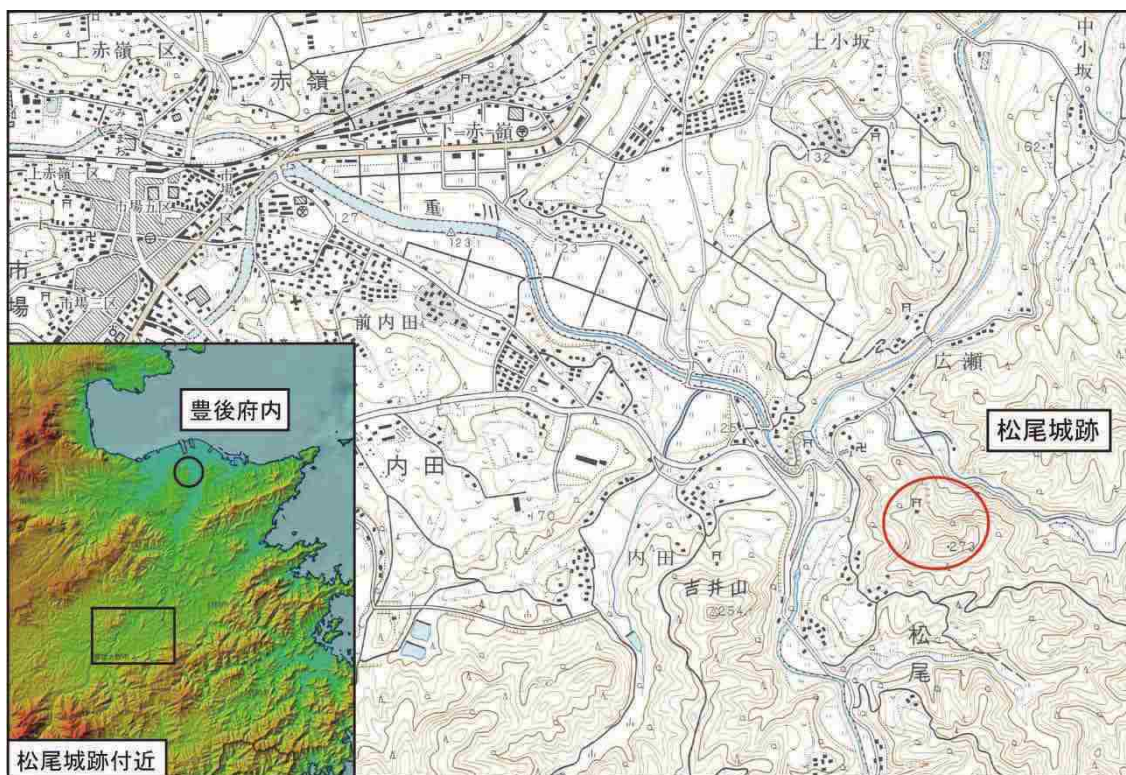 上赤嶺一区
赤嶺
上小坂
中小坂
132
162
下赤嶺
上赤嶺一区
市場五区
127
重
123
123
市場
市場二区
前内田
広瀬
125
松尾城跡
豊後府内
内田
170
273
内田
吉井山
254
松尾
松尾城跡付近